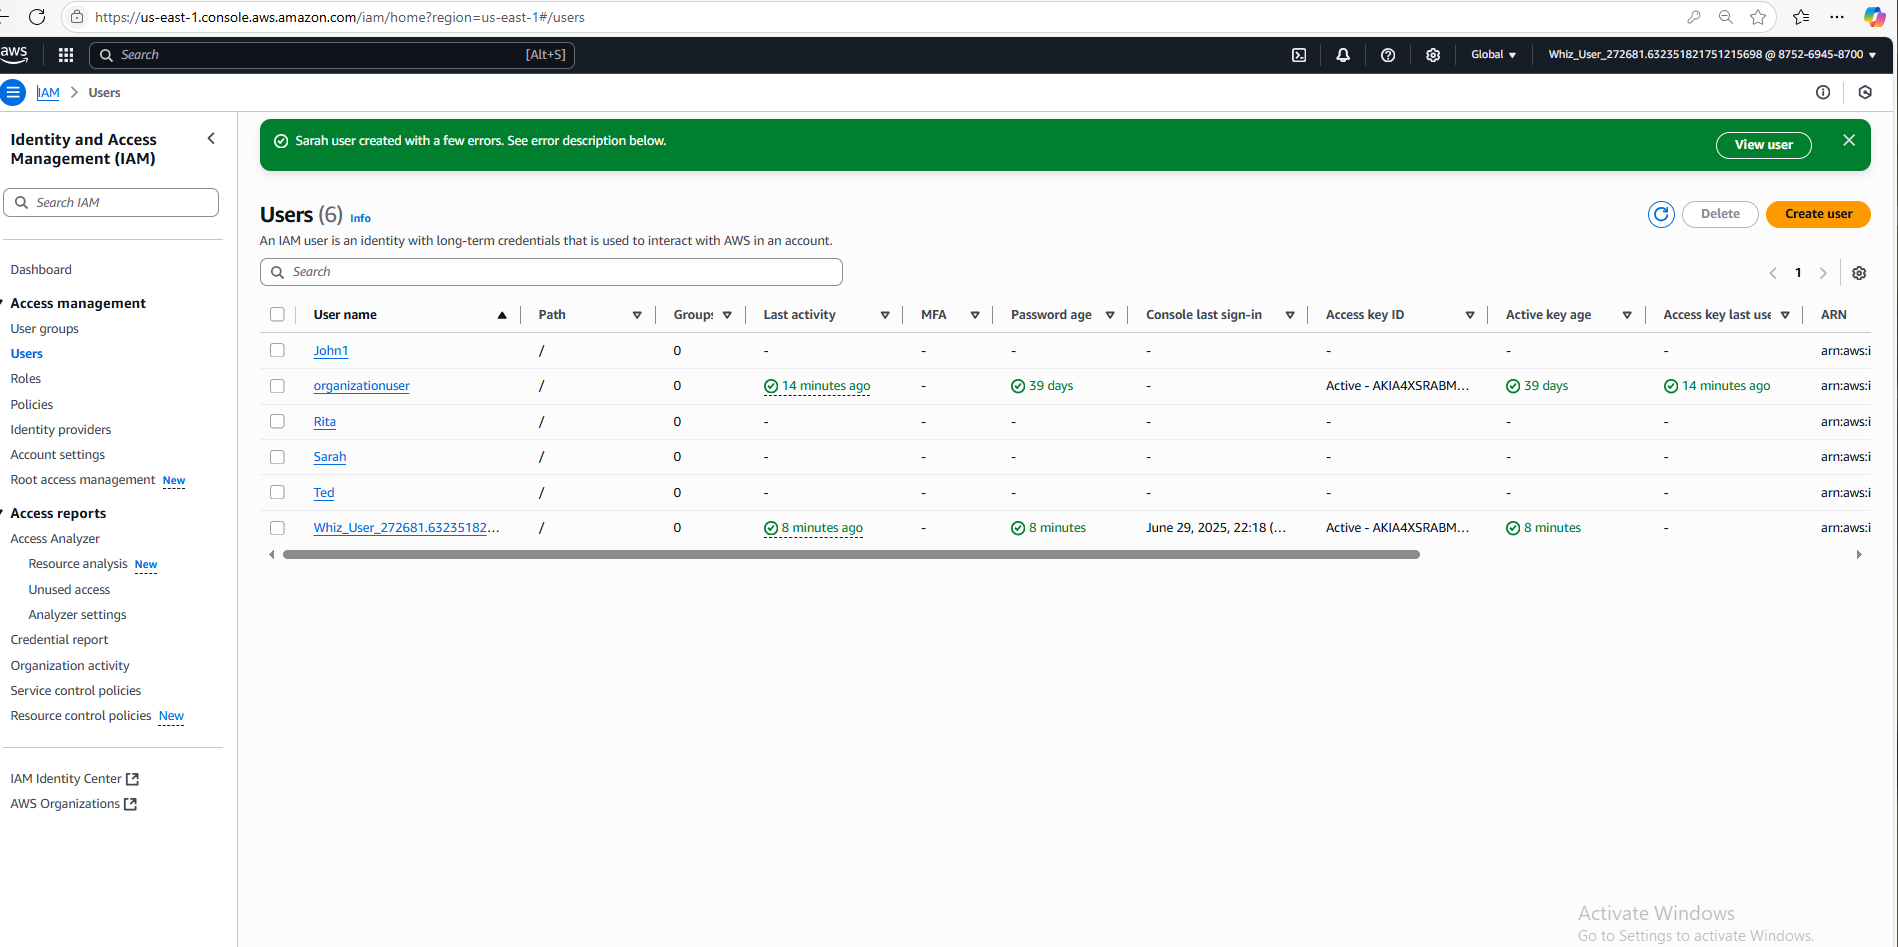 https://us-east-1.console.aws.amazon.com/iam/home?region=us-east-1#/users
aws
Search [Alt+S]
Global
Whiz_User_272681.632351821751215698 @ 8752-6945-8700
IAM > Users
Identity and Access Management (IAM)
Search IAM
Dashboard
Access management
User groups
Users
Roles
Policies
Identity providers
Account settings
Root access management New
Access reports
Access Analyzer
Resource analysis New
Unused access
Analyzer settings
Credential report
Organization activity
Service control policies
Resource control policies New
IAM Identity Center
AWS Organizations
Sarah user created with a few errors. See error description below.
View user
Users (6) Info
Delete
Create user
An IAM user is an identity with long-term credentials that is used to interact with AWS in an account.
Search
1
User name Path Groups Last activity MFA Password age Console last sign-in Access key ID Active key age Access key last use ARN
John1 / 0 - - - - - - - arn:aws:i
organizationuser / 0 14 minutes ago - 39 days - Active - AKIA4XSRABM... 39 days 14 minutes ago arn:aws:i
Rita / 0 - - - - - - - arn:aws:i
Sarah / 0 - - - - - - - arn:aws:i
Ted / 0 - - - - - - - arn:aws:i
Whiz_User_272681.63235182... / 0 8 minutes ago - 8 minutes June 29, 2025, 22:18 (... Active - AKIA4XSRABM... 8 minutes - arn:aws:i
Activate Windows
Go to Settings to activate Windows.